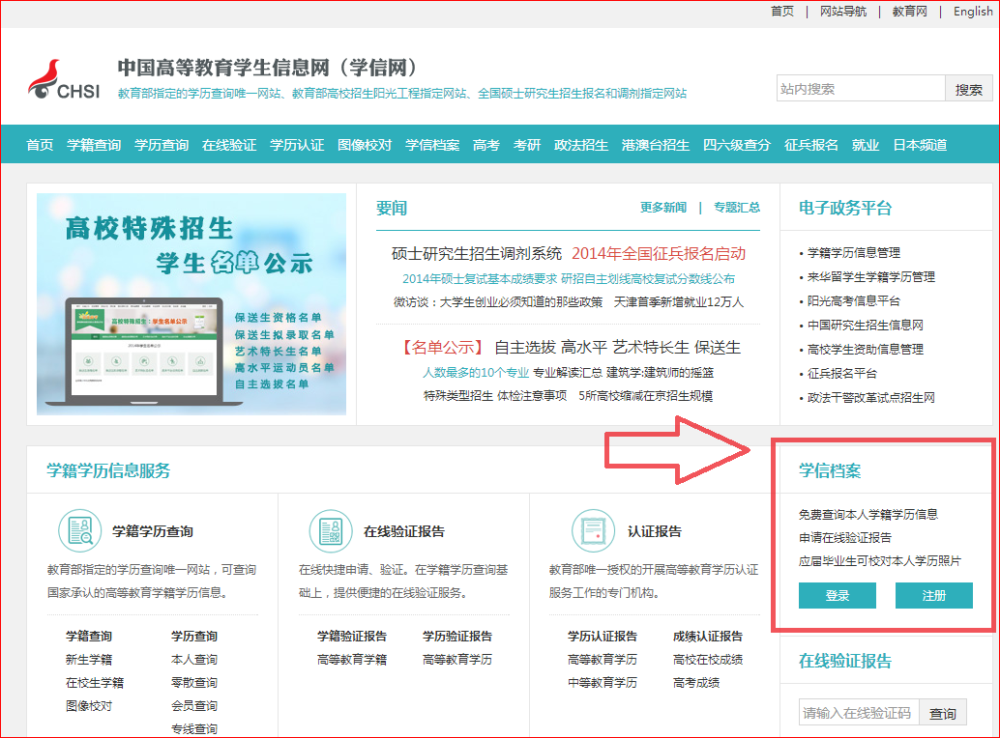 首页 | 网站导航 | 教育网 | English
CHSI
中国高等教育学生信息网（学信网）
教育部指定的学历查询唯一网站、教育部高校招生阳光工程指定网站、全国硕士研究生招生报名和调剂指定网站
站内搜索 搜索
首页 学籍查询 学历查询 在线验证 学历认证 图像校对 学信档案 高考 考研 政法招生 港澳台招生 四六级查分 征兵报名 就业 日本频道
高校特殊招生
学生名单公示
高校特殊招生：学生名单公示
保送生资格名单
保送生拟录取名单
艺术特长生名单
高水平运动员名单
自主选拔名单
要闻 更多新闻 | 专题汇总
硕士研究生招生调剂系统 2014年全国征兵报名启动
2014年硕士复试基本成绩要求 研招自主划线高校复试分数线公布
微访谈：大学生创业必须知道的那些政策 天津首季新增就业12万人
【名单公示】 自主选拔 高水平 艺术特长生 保送生
人数最多的10个专业 专业解读汇总 建筑学:建筑师的摇篮
特殊类型招生 体检注意事项 5所高校缩减在京招生规模
电子政务平台
• 学籍学历信息管理
• 来华留学生学籍学历管理
• 阳光高考信息平台
• 中国研究生招生信息网
• 高校学生资助信息管理
• 征兵报名平台
• 政法干警改革试点招生网
学籍学历信息服务
学籍学历查询
教育部指定的学历查询唯一网站，可查询
国家承认的高等教育学籍学历信息。
学籍查询 学历查询
新生学籍 本人查询
在校生学籍 零散查询
图像校对 会员查询
专线查询
在线验证报告
在线快捷申请、验证。在学籍学历查询基
础上，提供便捷的在线验证服务。
学籍验证报告 学历验证报告
高等教育学籍 高等教育学历
认证报告
教育部唯一授权的开展高等教育学历认证
服务工作的专门机构。
学历认证报告 成绩认证报告
高等教育学历 高校在校成绩
中等教育学历 高考成绩
学信档案
免费查询本人学籍学历信息
申请在线验证报告
应届毕业生可校对本人学历照片
登录 注册
在线验证报告
请输入在线验证码 查询